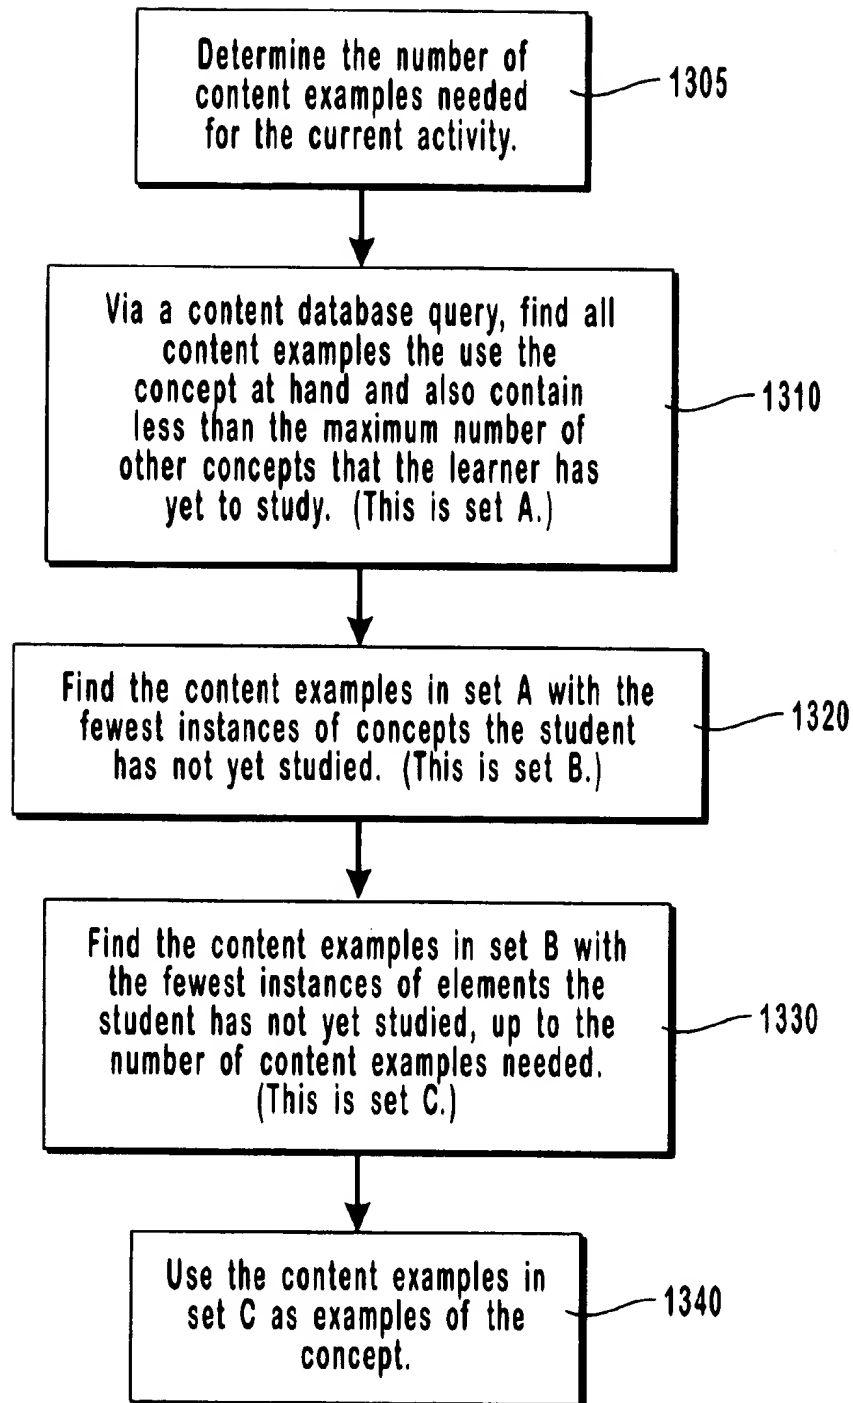 Determine the number of
content examples needed
for the current activity.
1305
Via a content database query, find all
content examples the use the
concept at hand and also contain
less than the maximum number of
other concepts that the learner has
yet to study. (This is set A.)
1310
Find the content examples in set A with the
fewest instances of concepts the student
has not yet studied. (This is set B.)
1320
Find the content examples in set B with
the fewest instances of elements the
student has not yet studied, up to the
number of content examples needed.
(This is set C.)
1330
Use the content examples in
set C as examples of the
concept.
1340